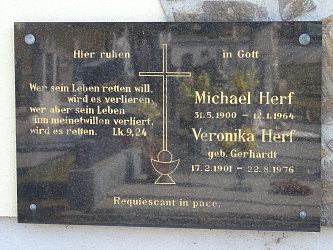 Hier ruhen in Gott
Wer sein Leben retten will,
wird es verlieren,
wer aber sein Leben
um meinetwillen verliert,
wird es retten. Lk.9,24
Michael Herf
31.5.1900 - 12.1.1964
Veronika Herf
geb. Gerhardt
17.2.1901 - 22.8.1976
Requiescant in pace.